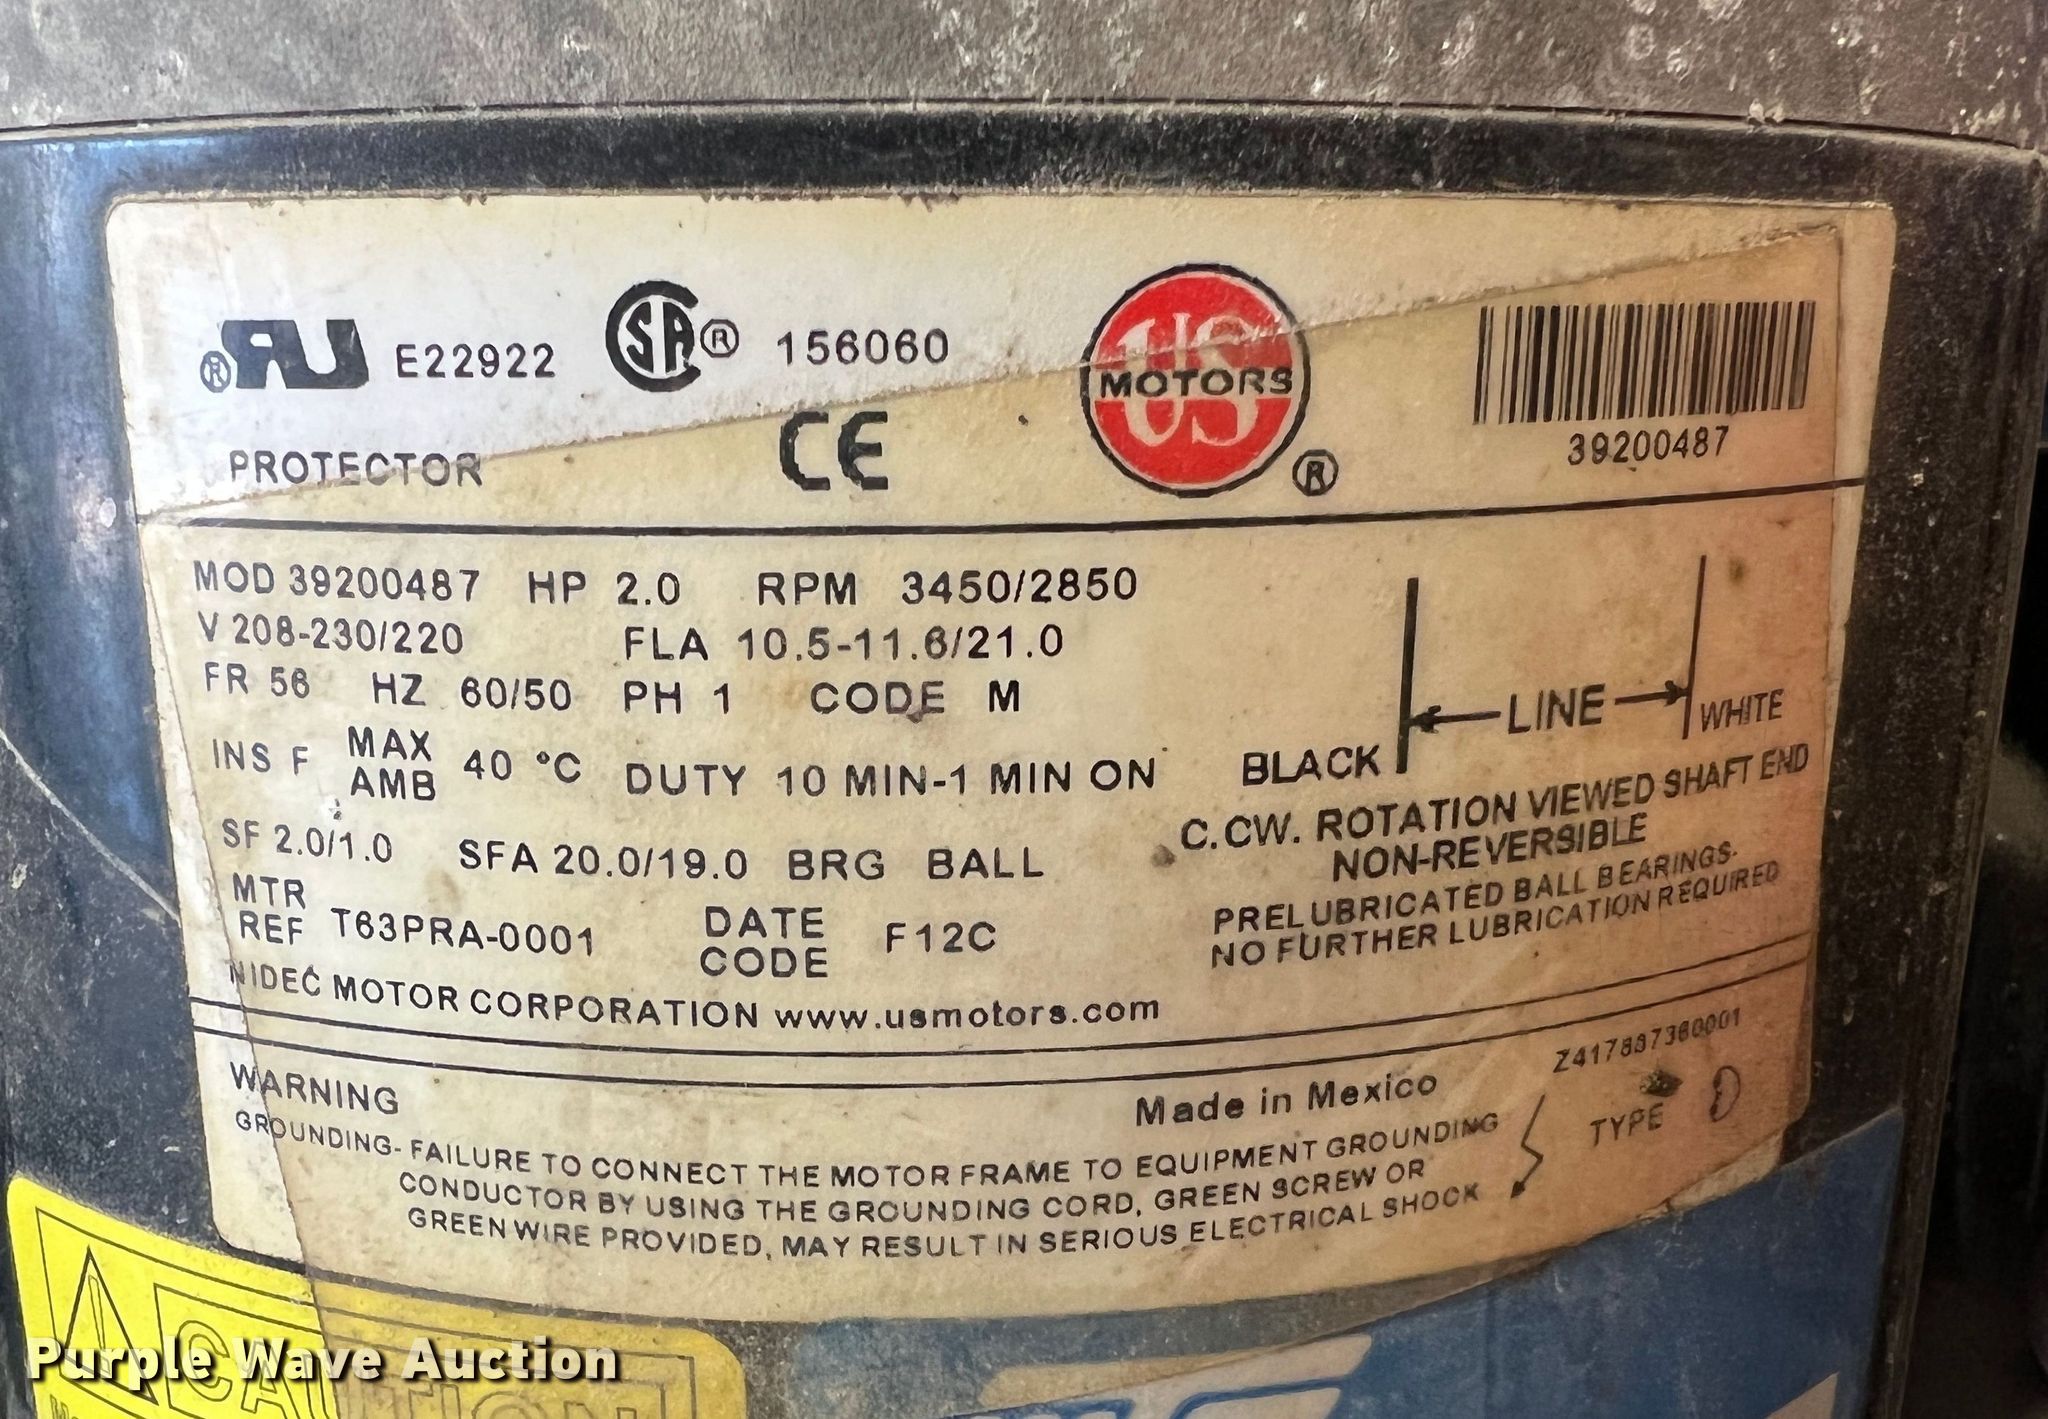 ® RU E22922 SA® 156060
US
MOTORS
®
39200487
PROTECTOR
CE
MOD 39200487 HP 2.0 RPM 3450/2850
V 208-230/220 FLA 10.5-11.6/21.0
FR 56 HZ 60/50 PH 1 CODE M
INS F MAX AMB 40 °C DUTY 10 MIN-1 MIN ON
SF 2.0/1.0 SFA 20.0/19.0 BRG BALL
MTR REF T63PRA-0001 DATE CODE F12C
NIDEC MOTOR CORPORATION www.usmotors.com
LINE
BLACK
WHITE
C.CW. ROTATION VIEWED SHAFT END
NON-REVERSIBLE
PRELUBRICATED BALL BEARINGS-
NO FURTHER LUBRICATION REQUIRED
WARNING
Made in Mexico
TYPE
GROUNDING- FAILURE TO CONNECT THE MOTOR FRAME TO EQUIPMENT GROUNDING
CONDUCTOR BY USING THE GROUNDING CORD, GREEN SCREW OR
GREEN WIRE PROVIDED, MAY RESULT IN SERIOUS ELECTRICAL SHOCK
CAUTION
Purple Wave Auction